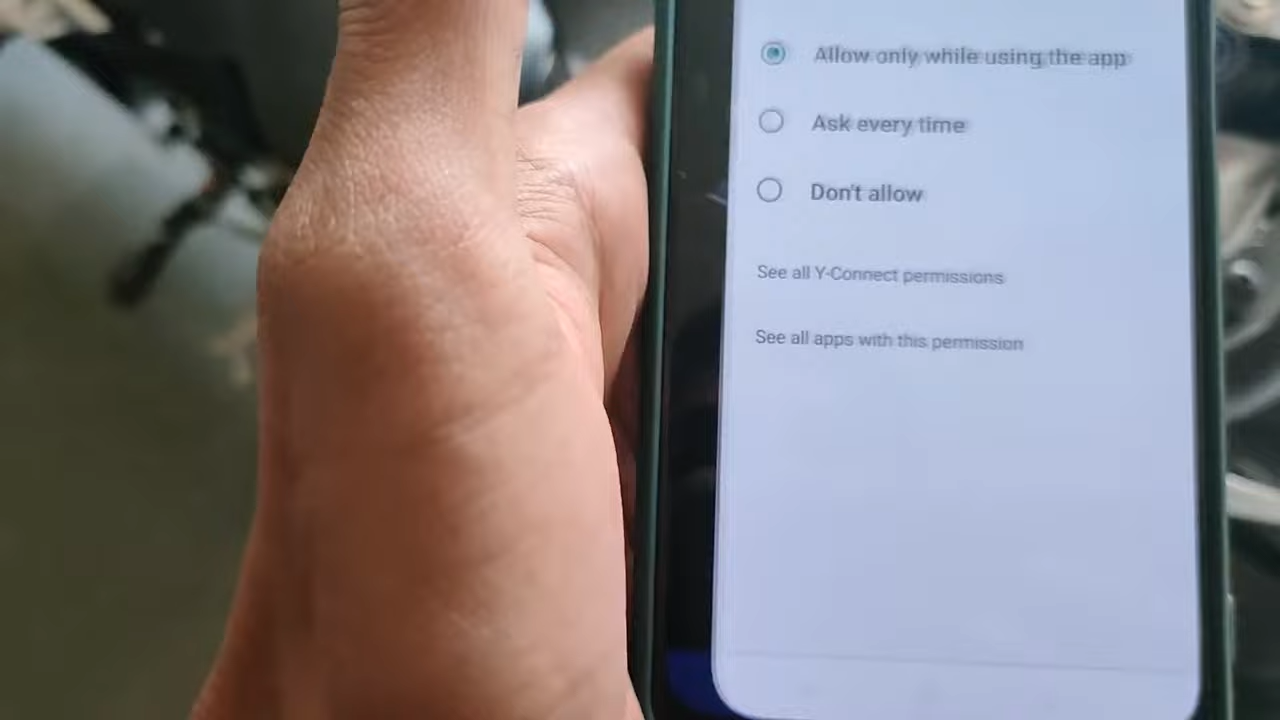 Allow only while using the app
Ask every time
Don't allow
See all Y-Connect permissions
See all apps with this permission